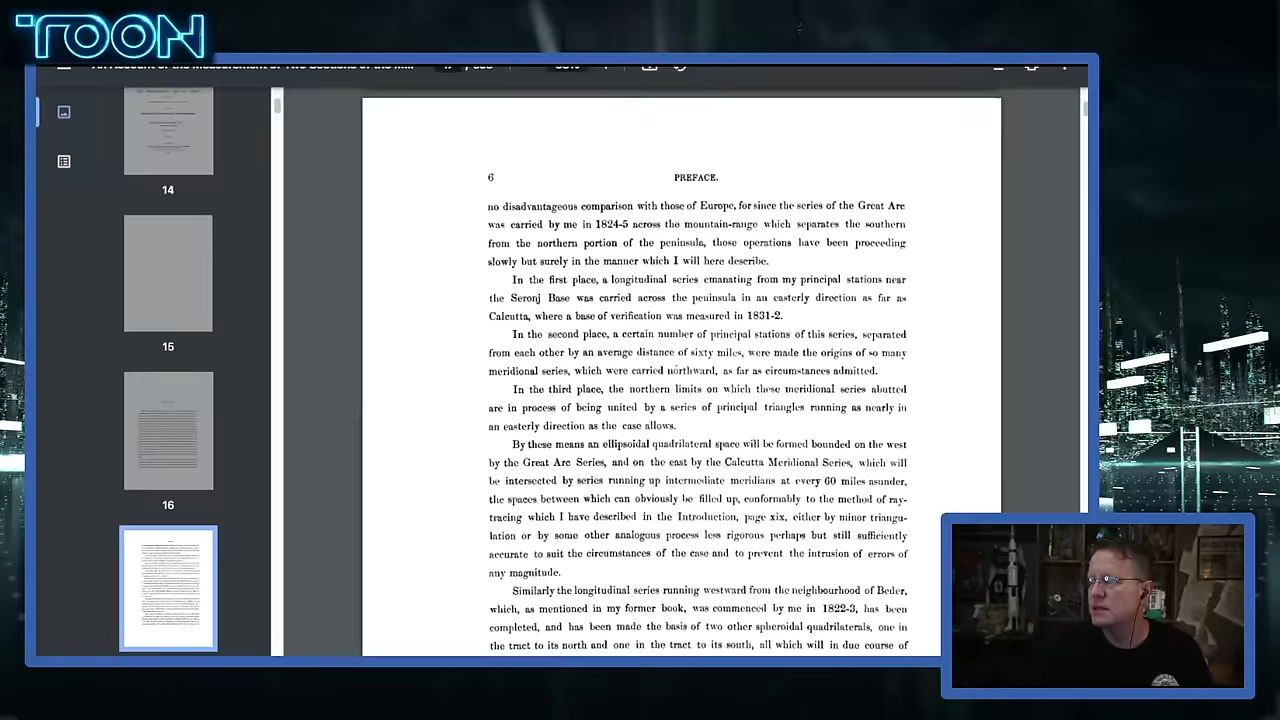 TOON
14
15
16
6 PREFACE.
no disadvantageous comparison with those of Europe, for since the series of the Great Arc
was carried by me in 1824-5 across the mountain-range which separates the southern
from the northern portion of the peninsula, those operations have been proceeding
slowly but surely in the manner which I will here describe.
In the first place, a longitudinal series emanating from my principal stations near
the Seronj Base was carried across the peninsula in an easterly direction as far as
Calcutta, where a base of verification was measured in 1831-2.
In the second place, a certain number of principal stations of this series, separated
from each other by an average distance of sixty miles, were made the origins of so many
meridional series, which were carried northward, as far as circumstances admitted.
In the third place, the northern limits on which these meridional series abutted
are in process of being united by a series of principal triangles running as nearly in
an easterly direction as the case allows.
By these means an ellipsoidal quadrilateral space will be formed bounded on the west
by the Great Arc Series, and on the east by the Calcutta Meridional Series, which will
be intersected by series running up intermediate meridians at every 60 miles asunder,
the spaces between which can obviously be filled up, conformably to the method of ray-
tracing which I have described in the Introduction, page xix, either by minor triangu-
lation or by some other analogous process less rigorous perhaps but still sufficiently
accurate to suit the circumstances of the case and to prevent the intrusion of errors of
any magnitude.
Similarly the longitudinal series running westward from the neighbourhood of Beder,
which, as mentioned in my former book, was commenced by me in 1822-3, has been
completed, and has been made the basis of two other spheroidal quadrilaterals, one in
the tract to its north and one in the tract to its south, all which will in due course of